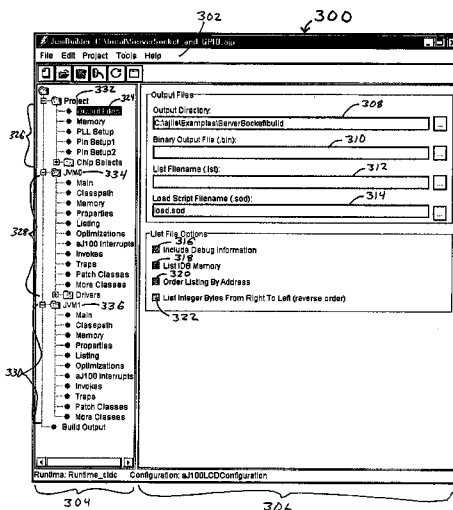 302
300
JemBuilder C:\local\ServerSocket_and_GPIO.ajp
File Edit Project Tools Help
332
Project
324
Output Files
326
Memory
PLL Setup
Pin Setup1
Pin Setup2
Chip Selects
JVM0 334
Main
Classpath
Memory
Properties
328
Listing
Optimizations
aJ100 Interrupts
Invokes
Traps
Patch Classes
More Classes
Drivers
JVM1 336
Main
Classpath
Memory
Properties
330
Listing
Optimizations
aJ100 Interrupts
Invokes
Traps
Patch Classes
More Classes
Build Output
Output Files
Output Directory:
308
C:\ajile\Examples\ServerSocket\build
...
Binary Output File (.bin):
310
...
List Filename (.lst):
312
...
Load Script Filename (.sod):
314
load.sod
...
List File Options
316
Include Debug Information
318
List IDB Memory
320
Order Listing By Address
List Integer Bytes From Right To Left (reverse order)
322
Runtime: Runtime_cldc Configuration: aJ100LCDConfiguration
304
306